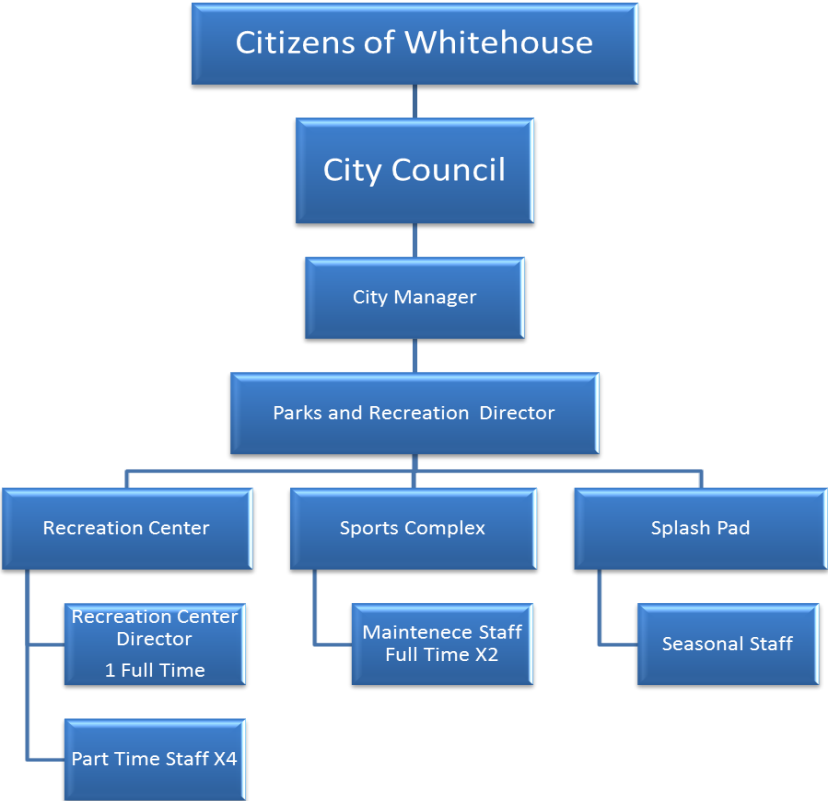 Citizens of Whitehouse
City Council
City Manager
Parks and Recreation Director
Recreation Center
Sports Complex
Splash Pad
Recreation Center
Director
1 Full Time
Maintenece Staff
Full Time X2
Seasonal Staff
Part Time Staff X4